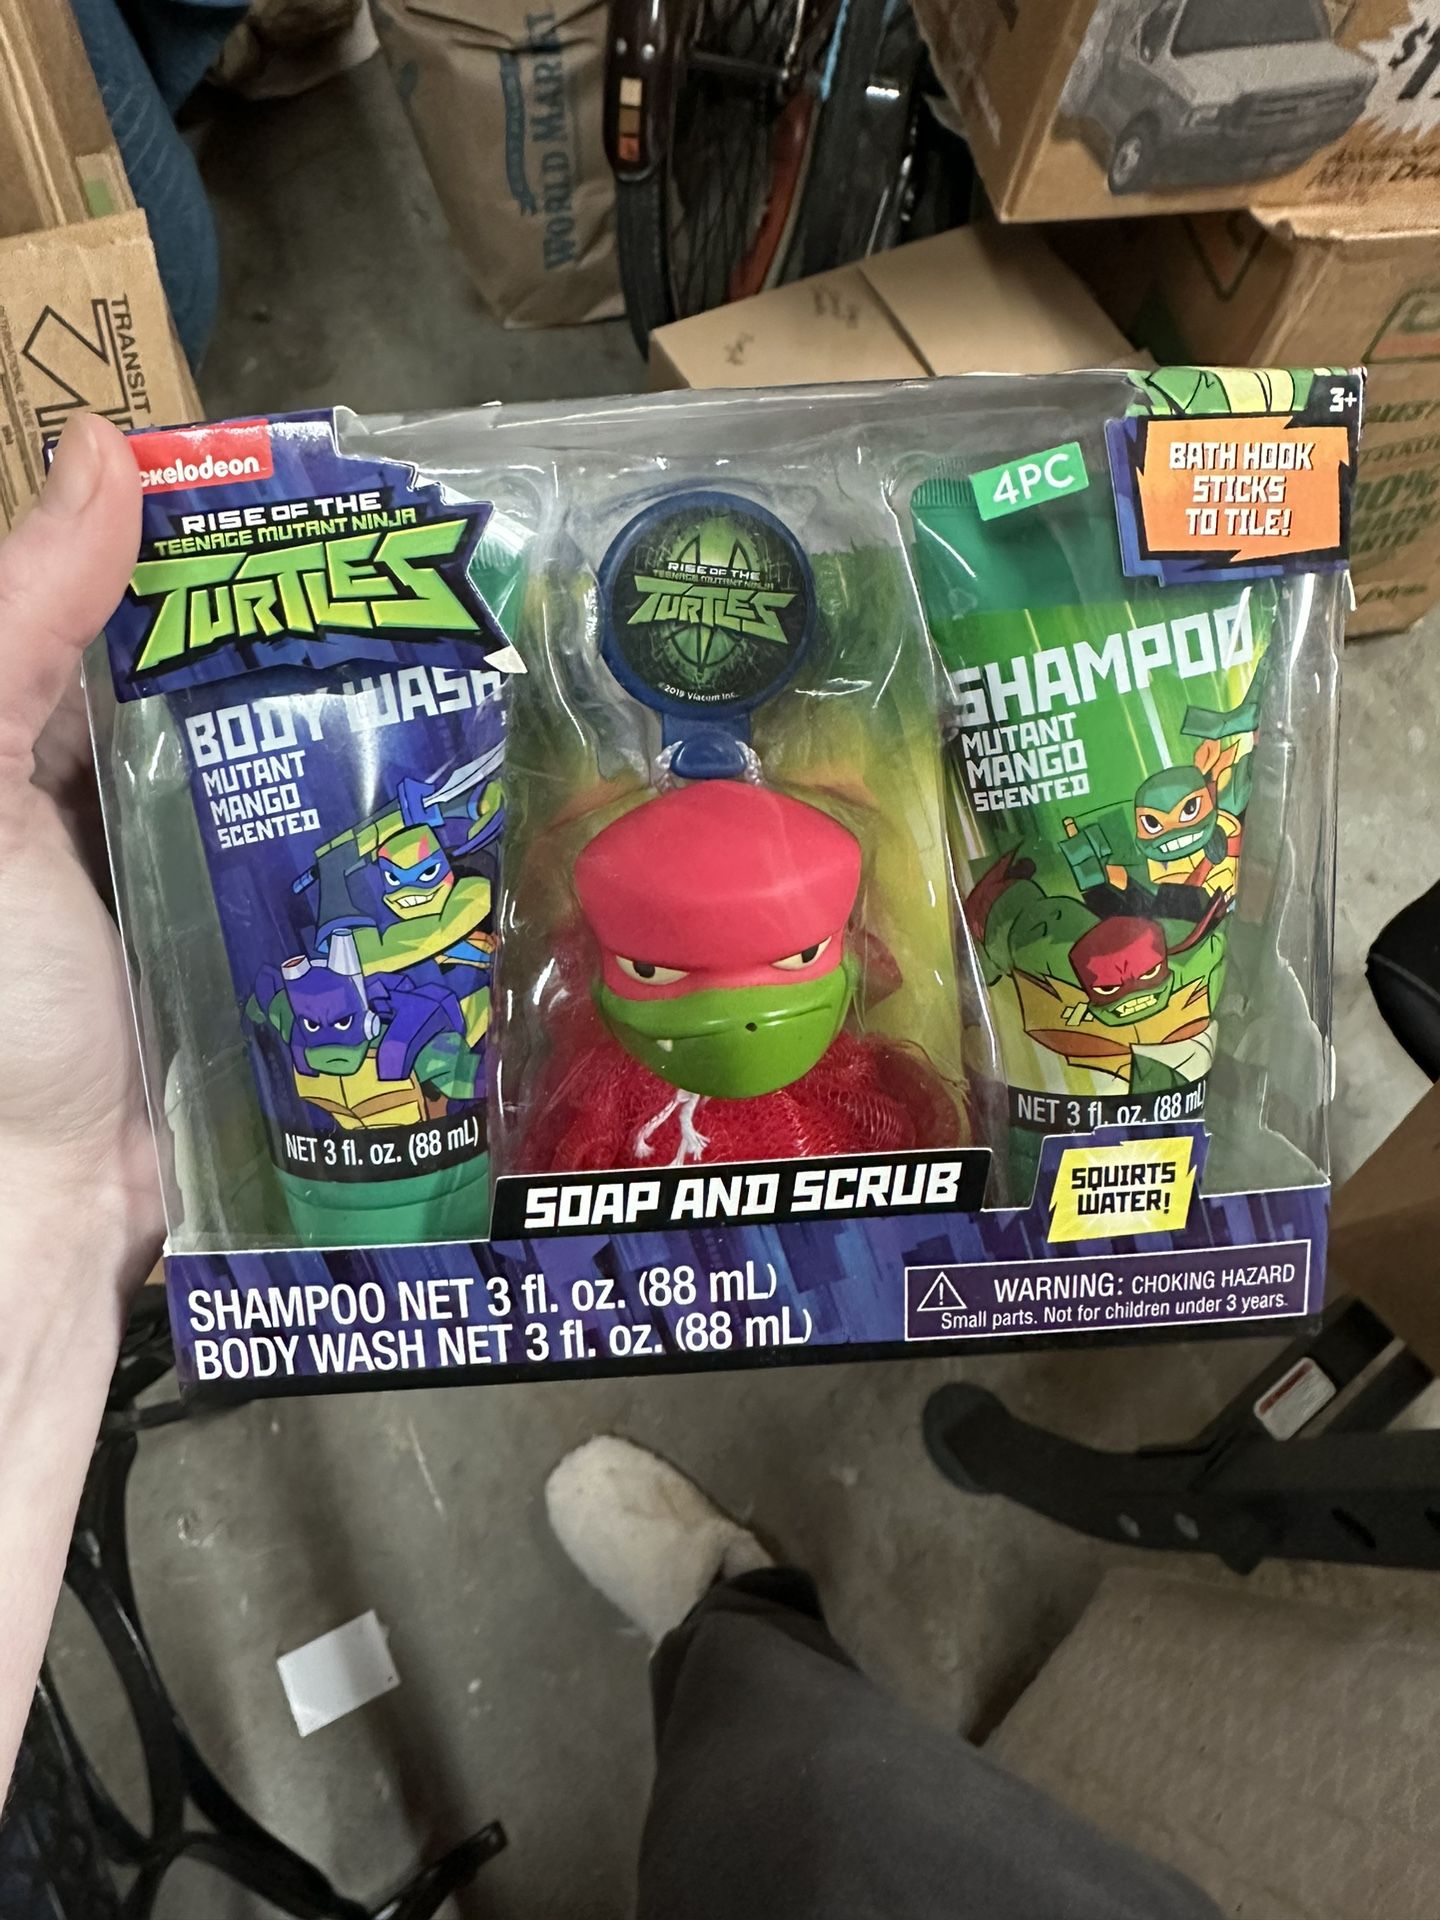 WORLD MARKET
TRANSIT
3+
RISE OF THE
TEENAGE MUTANT NINJA
TURTLES
4PC
BATH HOOK
STICKS
TO TILE!
RISE OF THE
TEENAGE MUTANT NINJA
TURTLES
©2019 Viacom Inc.
BODY WASH
MUTANT
MANGO
SCENTED
NET 3 fl. oz. (88 mL)
SHAMPOO
MUTANT
MANGO
SCENTED
NET 3 fl. oz. (88 mL
SOAP AND SCRUB
SQUIRTS
WATER!
SHAMPOO NET 3 fl. oz. (88 mL)
BODY WASH NET 3 fl. oz. (88 mL)
WARNING: CHOKING HAZARD
Small parts. Not for children under 3 years.